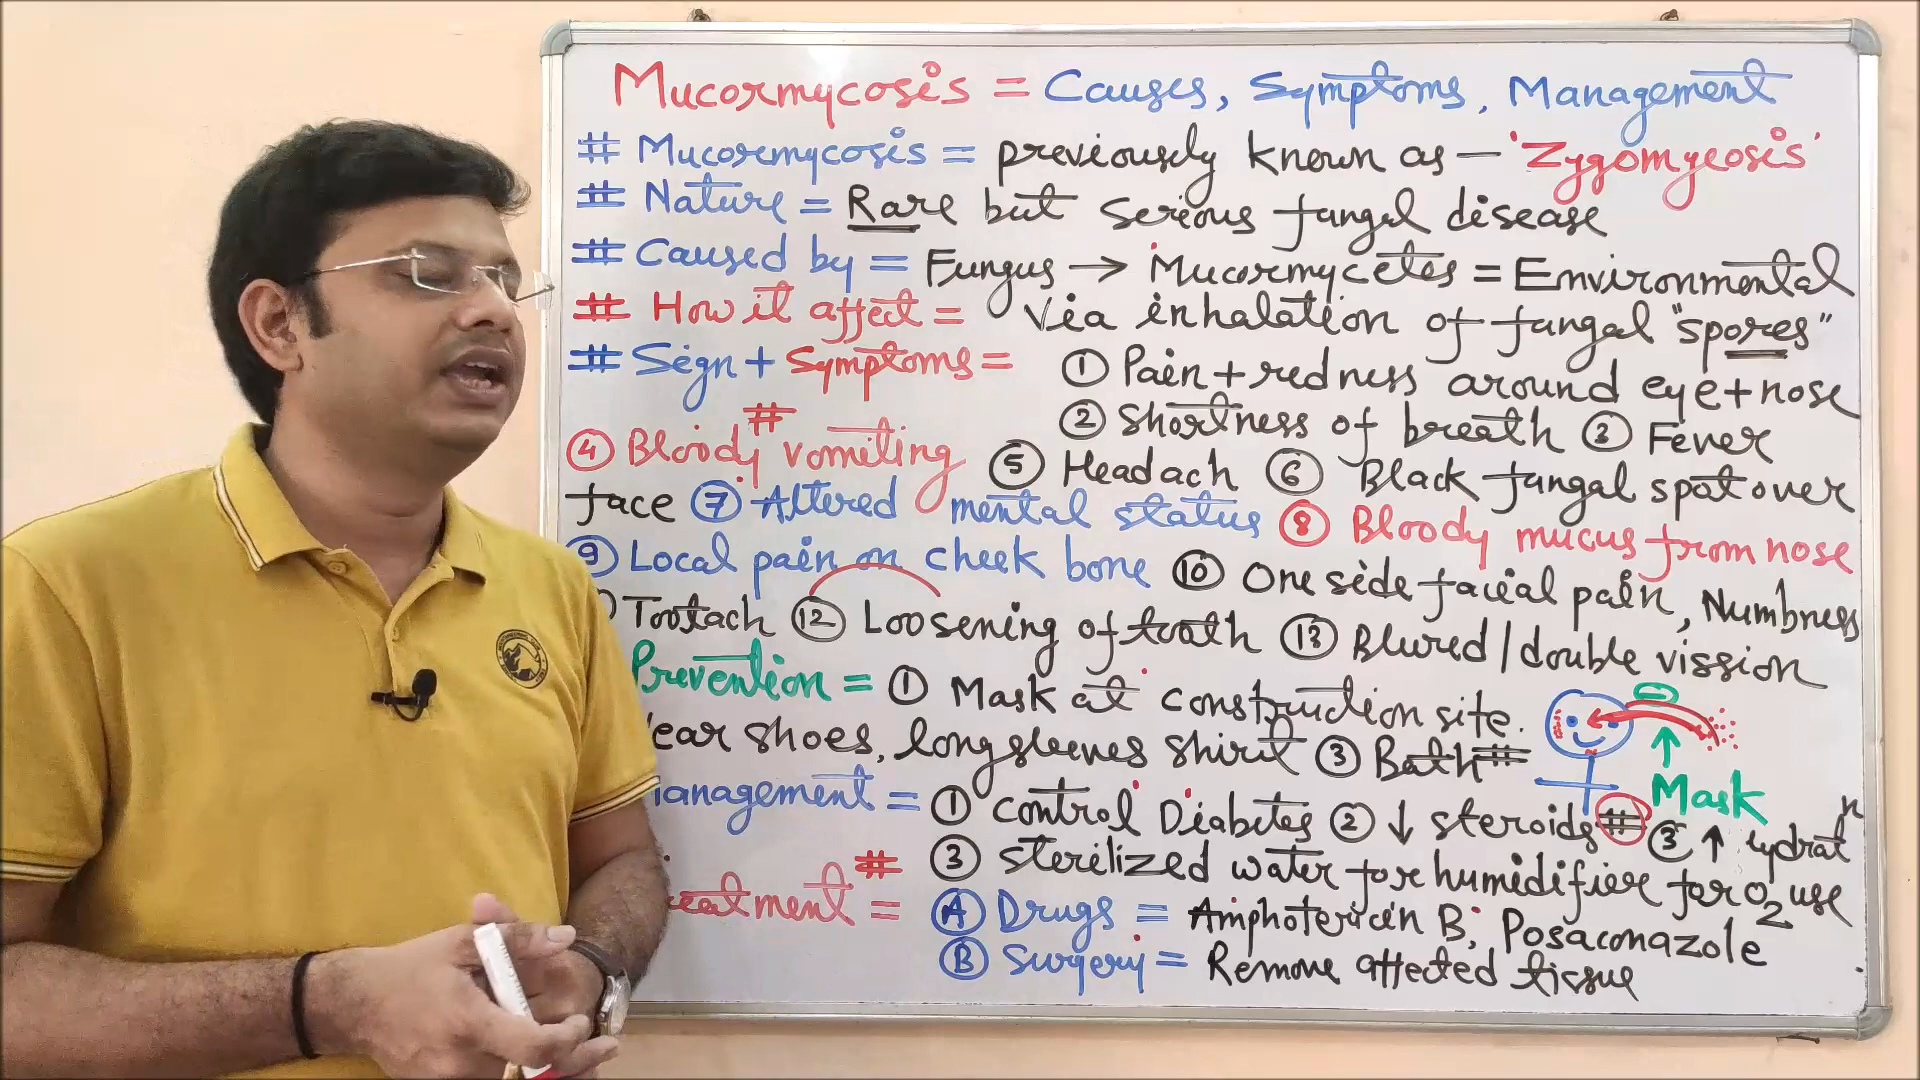 Mucormycosis = Causes, Symptoms, Management
# Mucormycosis = previously known as — 'Zygomycosis'
# Nature = Rare but serious fungal disease
# Caused by = Fungus → Mucormycetes = Environmental
# How it affect = Via inhalation of fungal "spores"
# Sign + Symptoms = ① Pain + redness around eye + nose
② Shortness of breath ③ Fever
# ④ Bloody vomiting ⑤ Headach ⑥ Black fungal spot over
face ⑦ Altered mental status ⑧ Bloody mucus from nose
⑨ Local pain on cheek bone ⑩ One side facial pain, Numbness
Tootach ⑫ Loosening of tooth ⑬ Blured/double vission
Prevention = ① Mask at construction site.
ear shoes, long sleeves shirt ③ Bath #
Mask
anagement = ① Control Diabetes ② ↓ steroids # ③ ↑ hydratⁿ
③ Sterilized water for humidifier for O₂ use
eatment # = Ⓐ Drugs = Amphotericin B; Posaconazole
Ⓑ Surgery = Remove affected tissue